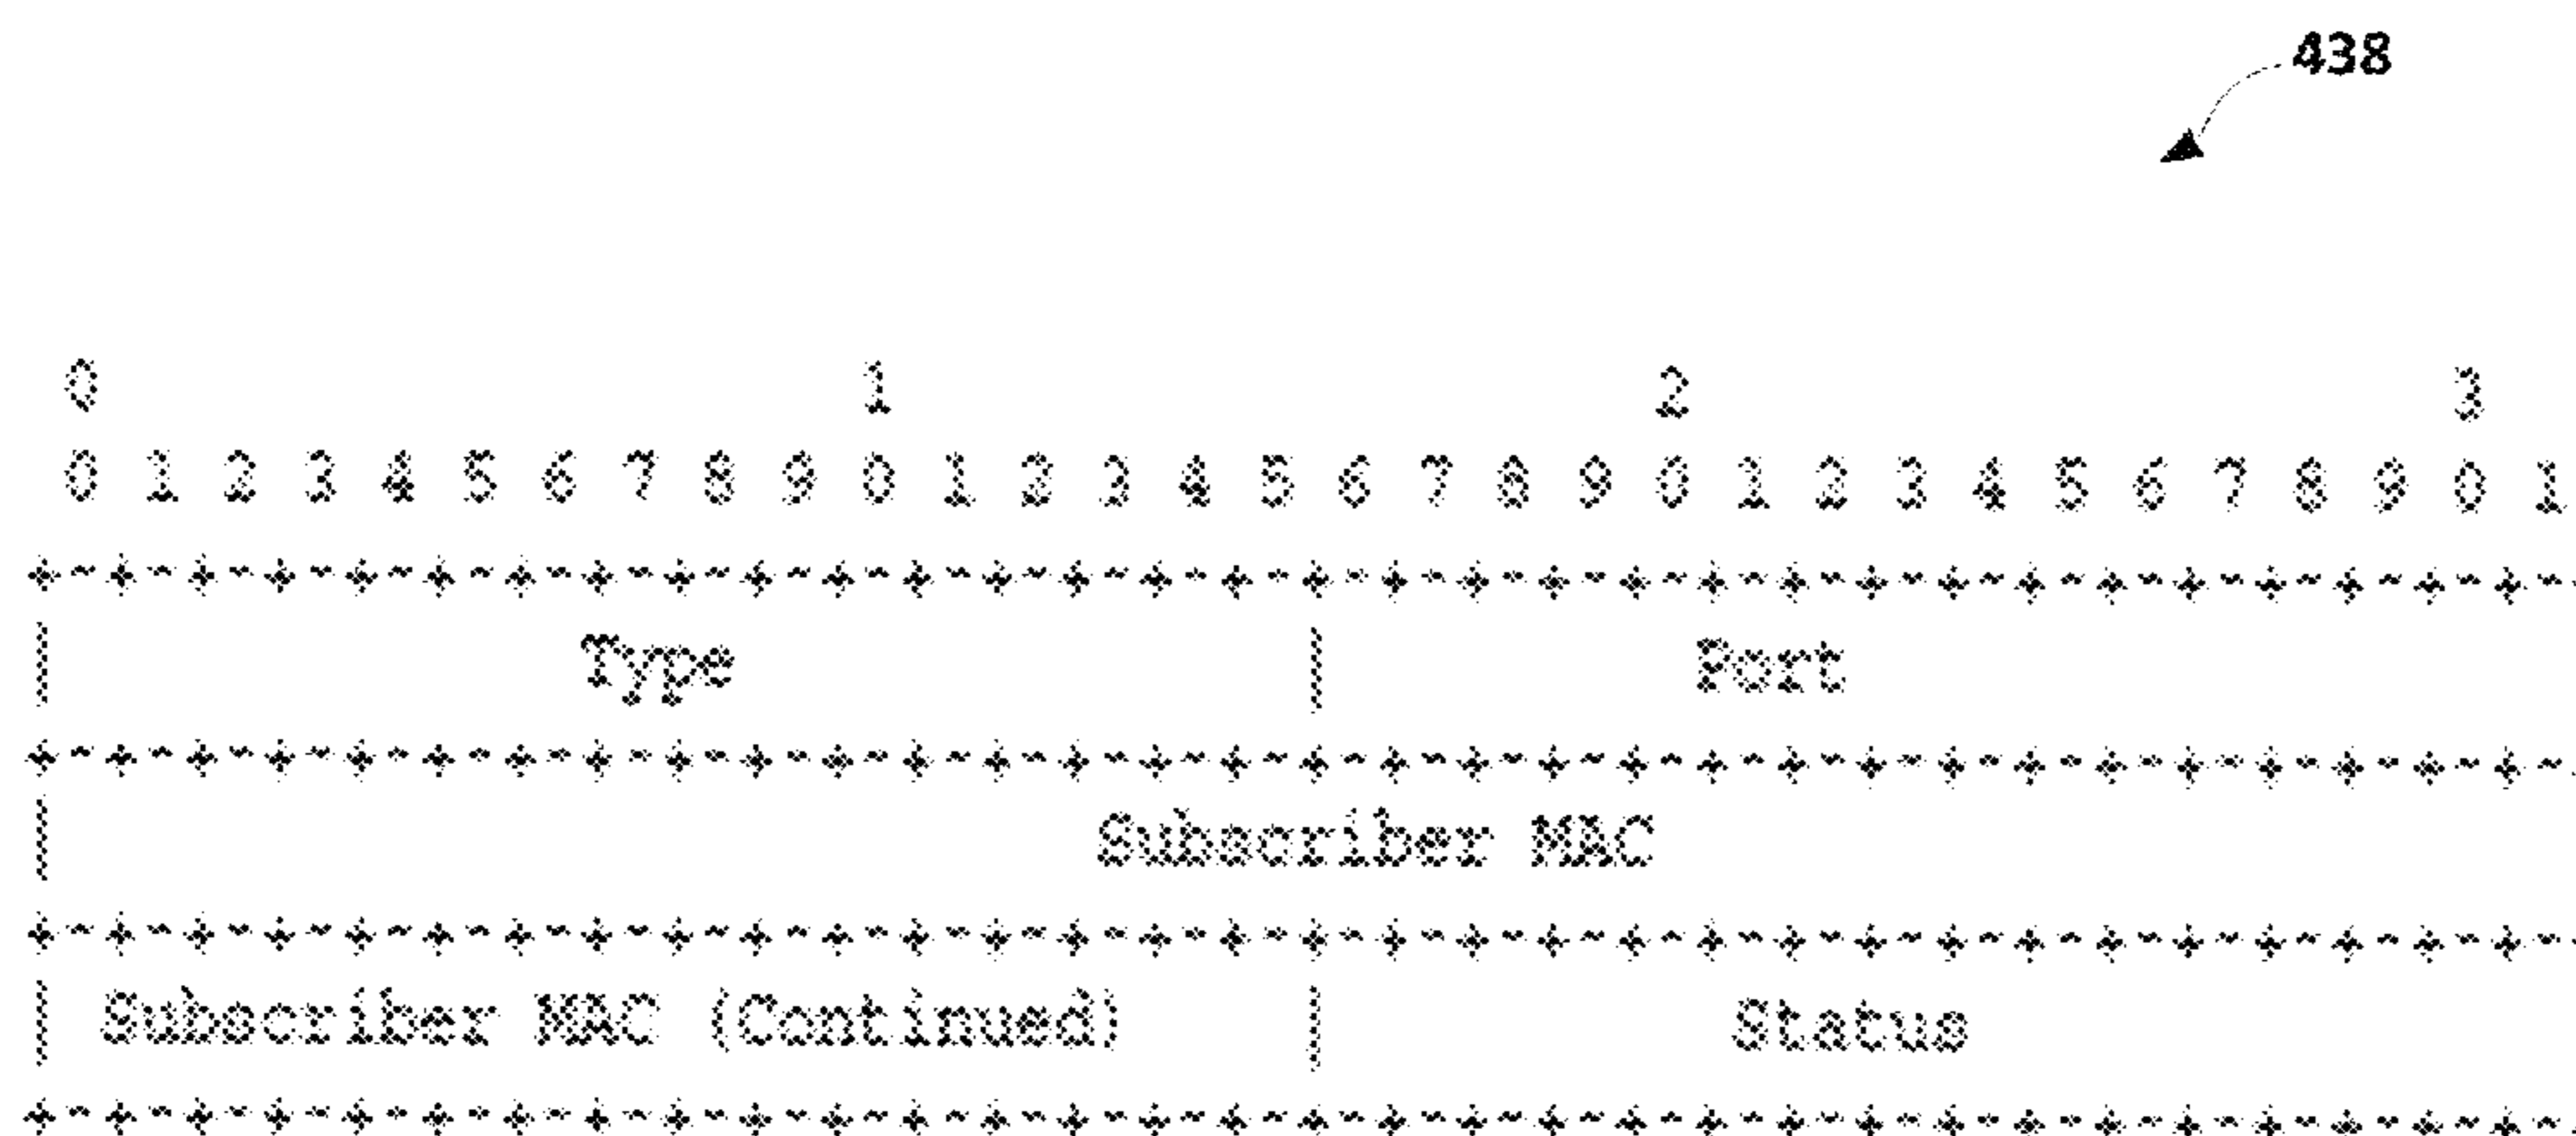 438
0 1 2 3
0 1 2 3 4 5 6 7 8 9 0 1 2 3 4 5 6 7 8 9 0 1 2 3 4 5 6 7 8 9 0 1
+-+-+-+-+-+-+-+-+-+-+-+-+-+-+-+-+-+-+-+-+-+-+-+-+-+-+-+-+-+-+-+-
| Type | Port
+-+-+-+-+-+-+-+-+-+-+-+-+-+-+-+-+-+-+-+-+-+-+-+-+-+-+-+-+-+-+-+-
| Subscriber MAC
+-+-+-+-+-+-+-+-+-+-+-+-+-+-+-+-+-+-+-+-+-+-+-+-+-+-+-+-+-+-+-+-
| Subscriber MAC (Continued) | Status
+-+-+-+-+-+-+-+-+-+-+-+-+-+-+-+-+-+-+-+-+-+-+-+-+-+-+-+-+-+-+-+-